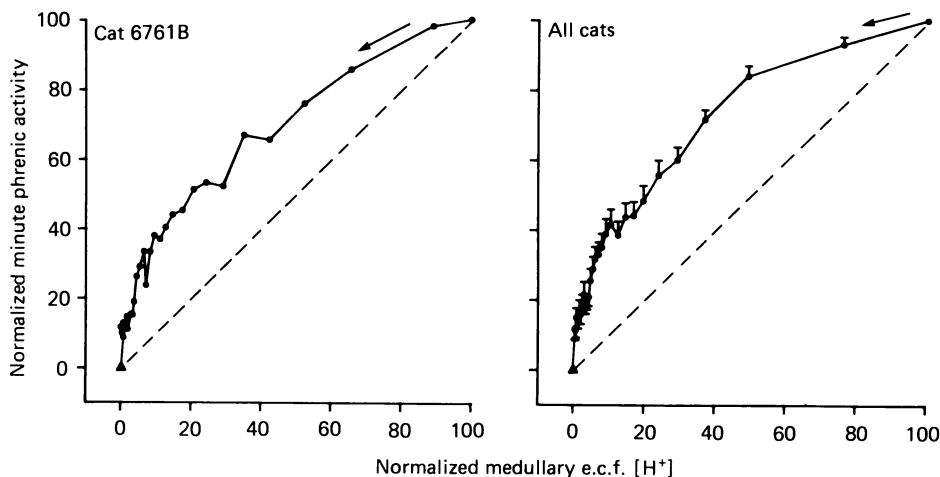 Cat 6761B
All cats
Normalized minute phrenic activity
100
80
60
40
20
0
0 20 40 60 80 100
0 20 40 60 80 100
Normalized medullary e.c.f. [H⁺]